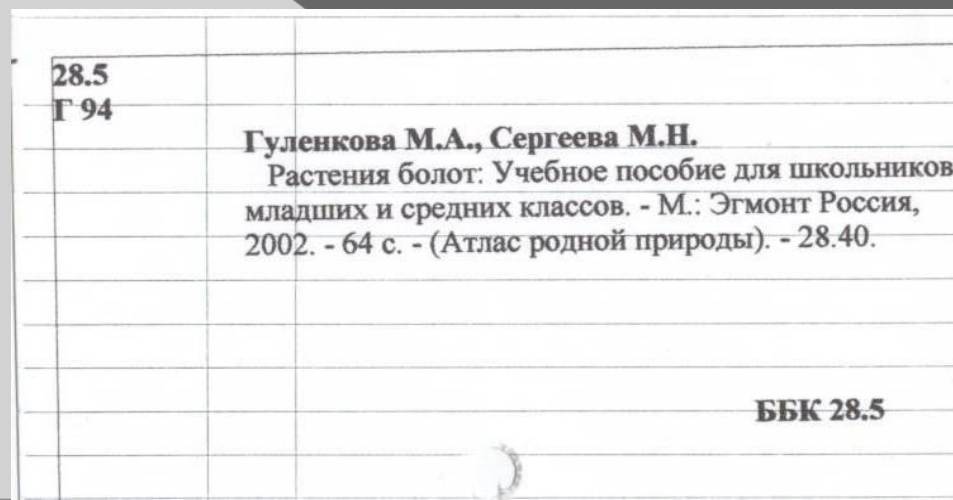 28.5
Г 94
Гуленкова М.А., Сергеева М.Н.
Растения болот: Учебное пособие для школьников
младших и средних классов. - М.: Эгмонт Россия,
2002. - 64 с. - (Атлас родной природы). - 28.40.
ББК 28.5